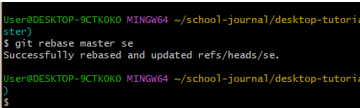 User@DESKTOP-9CTKOKO MINGW64 ~/school-journal/desktop-tutoria
ster)
$ git rebase master se
Successfully rebased and updated refs/heads/se.
User@DESKTOP-9CTKOKO MINGW64 ~/school-journal/desktop-tutoria
)
$